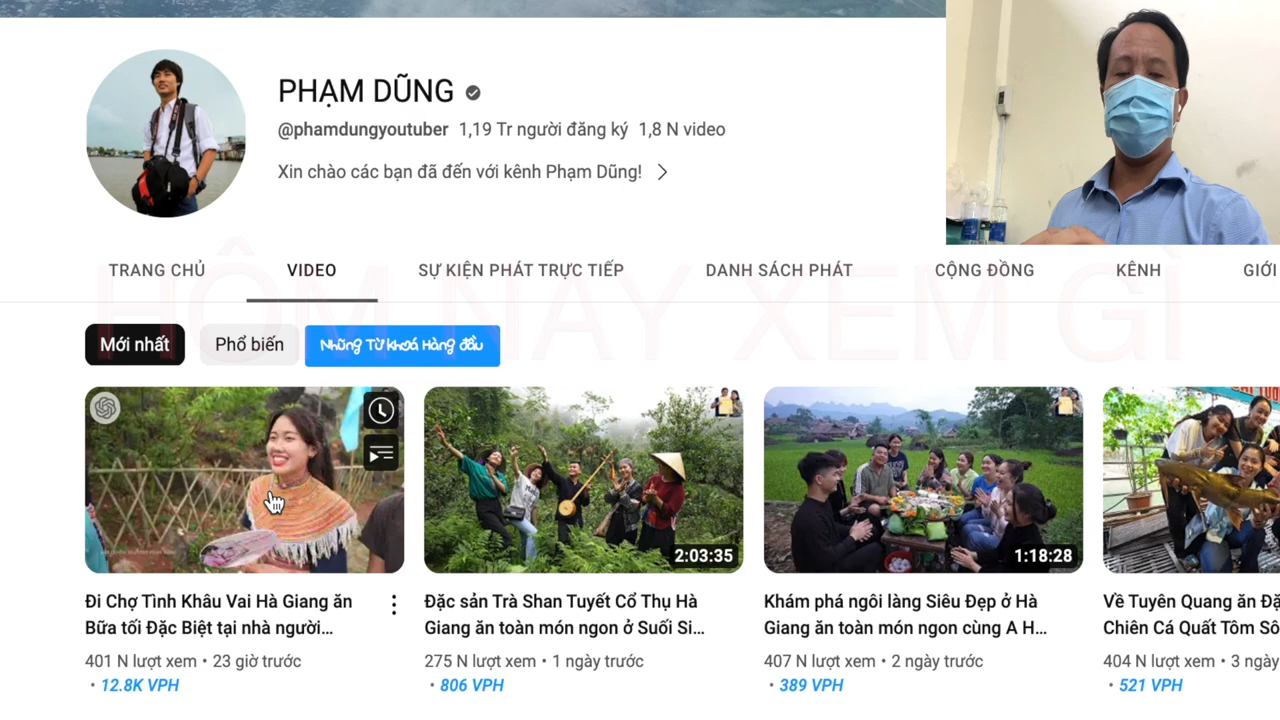 PHẠM DŨNG
@phamdungyoutuber 1,19 Tr người đăng ký 1,8 N video
Xin chào các bạn đã đến với kênh Phạm Dũng!
TRANG CHỦ VIDEO SỰ KIỆN PHÁT TRỰC TIẾP DANH SÁCH PHÁT CỘNG ĐỒNG KÊNH GIỚI
HÔM NAY XEM GÌ
Mới nhất Phổ biến Những Từ khoá Hàng đầu
2:03:35 1:18:28
Đi Chợ Tình Khâu Vai Hà Giang ăn
Bữa tối Đặc Biệt tại nhà người...
401 N lượt xem • 23 giờ trước
• 12.8K VPH
Đặc sản Trà Shan Tuyết Cổ Thụ Hà
Giang ăn toàn món ngon ở Suối Si...
275 N lượt xem • 1 ngày trước
• 806 VPH
Khám phá ngôi làng Siêu Đẹp ở Hà
Giang ăn toàn món ngon cùng A H...
407 N lượt xem • 2 ngày trước
• 389 VPH
Về Tuyên Quang ăn Đặ
Chiên Cá Quất Tôm Sô
404 N lượt xem • 3 ngày
• 521 VPH